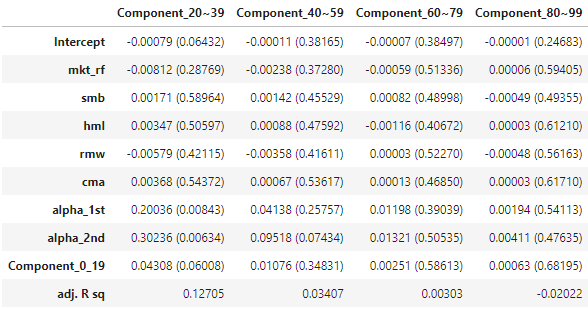 Component_20~39 Component_40~59 Component_60~79 Component_80~99
Intercept -0.00079 (0.06432) -0.00011 (0.38165) -0.00007 (0.38497) -0.00001 (0.24683)
mkt_rf -0.00812 (0.28769) -0.00238 (0.37280) -0.00059 (0.51336) 0.00006 (0.59405)
smb 0.00171 (0.58964) 0.00142 (0.45529) 0.00082 (0.48998) -0.00049 (0.49355)
hml 0.00347 (0.50597) 0.00088 (0.47592) -0.00116 (0.40672) 0.00003 (0.61210)
rmw -0.00579 (0.42115) -0.00358 (0.41611) 0.00003 (0.52270) -0.00048 (0.56163)
cma 0.00368 (0.54372) 0.00067 (0.53617) 0.00013 (0.46850) 0.00003 (0.61710)
alpha_1st 0.20036 (0.00843) 0.04138 (0.25757) 0.01198 (0.39039) 0.00194 (0.54113)
alpha_2nd 0.30236 (0.00634) 0.09518 (0.07434) 0.01321 (0.50535) 0.00411 (0.47635)
Component_0_19 0.04308 (0.06008) 0.01076 (0.34831) 0.00251 (0.58613) 0.00063 (0.68195)
adj. R sq 0.12705 0.03407 0.00303 -0.02022